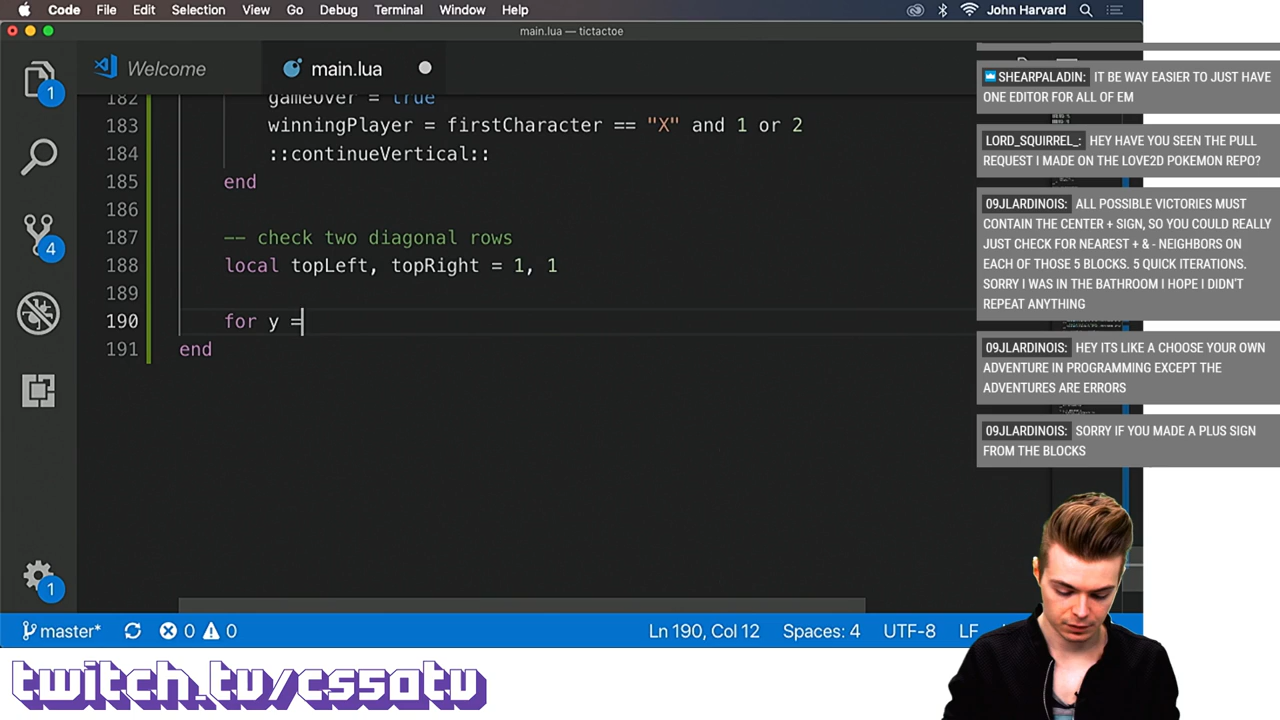 Code File Edit Selection View Go Debug Terminal Window Help John Harvard
main.lua — tictactoe
Welcome main.lua
182 gameOver = true
183 winningPlayer = firstCharacter == "X" and 1 or 2
184 ::continueVertical::
185 end
186
187 -- check two diagonal rows
188 local topLeft, topRight = 1, 1
189
190 for y =
191 end
1
4
1
SHEARPALADIN: IT BE WAY EASIER TO JUST HAVE
ONE EDITOR FOR ALL OF EM
LORD_SQUIRREL_: HEY HAVE YOU SEEN THE PULL
REQUEST I MADE ON THE LOVE2D POKEMON REPO?
09JLARDINOIS: ALL POSSIBLE VICTORIES MUST
CONTAIN THE CENTER + SIGN, SO YOU COULD REALLY
JUST CHECK FOR NEAREST + & - NEIGHBORS ON
EACH OF THOSE 5 BLOCKS. 5 QUICK ITERATIONS.
SORRY I WAS IN THE BATHROOM I HOPE I DIDN'T
REPEAT ANYTHING
09JLARDINOIS: HEY ITS LIKE A CHOOSE YOUR OWN
ADVENTURE IN PROGRAMMING EXCEPT THE
ADVENTURES ARE ERRORS
09JLARDINOIS: SORRY IF YOU MADE A PLUS SIGN
FROM THE BLOCKS
master* 0 0 Ln 190, Col 12 Spaces: 4 UTF-8 LF
twitch.tv/cs50tv